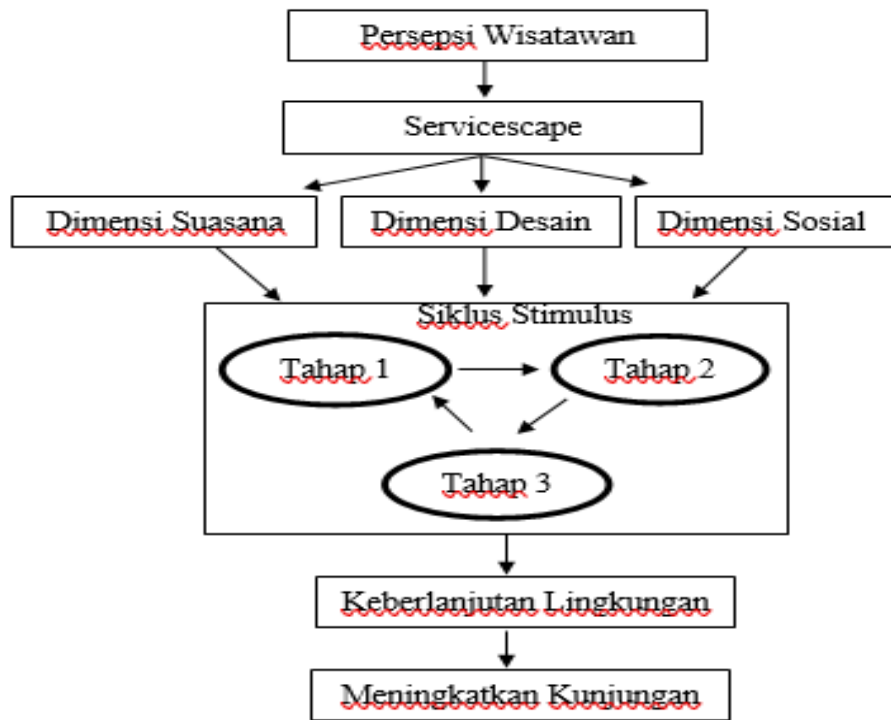 Persepsi Wisatawan
Servicescape
Dimensi Suasana
Dimensi Desain
Dimensi Sosial
Siklus Stimulus
Tahap 1
Tahap 2
Tahap 3
Keberlanjutan Lingkungan
Meningkatkan Kunjungan